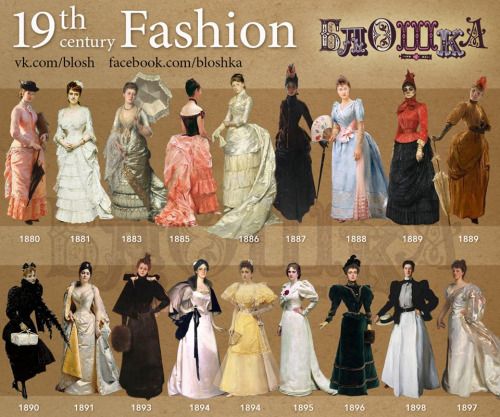 19th century Fashion
БЛОШКА
vk.com/blosh facebook.com/bloshka
1880 1881 1883 1885 1886 1887 1888 1889 1889
1890 1891 1893 1894 1894 1895 1896 1898 1897